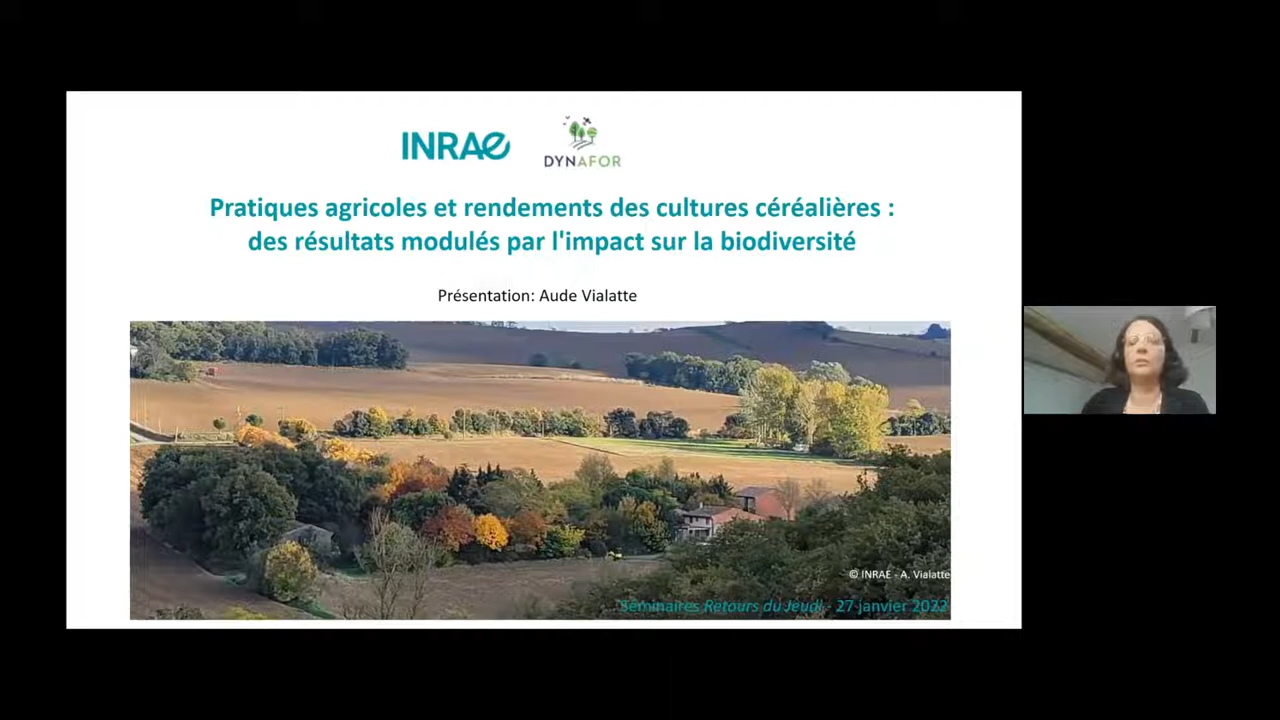 INRAE
DYNAFOR
Pratiques agricoles et rendements des cultures céréalières :
des résultats modulés par l'impact sur la biodiversité
Présentation: Aude Vialatte
© INRAE - A. Vialatte
Séminaires Retours du Jeudi - 27 janvier 2022